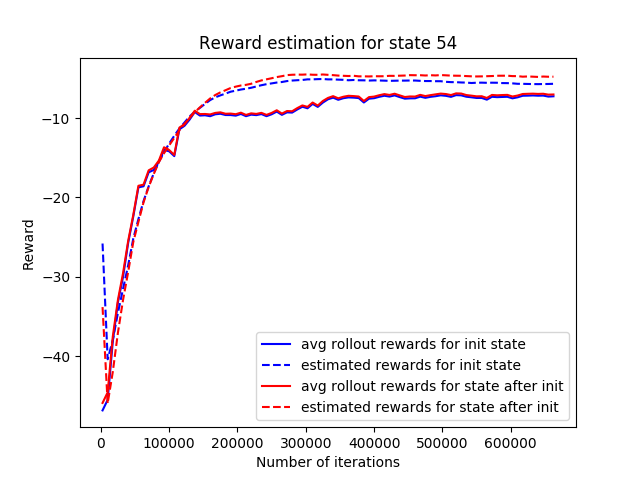 Reward estimation for state 54
Reward
−10
−20
−30
−40
avg rollout rewards for init state
estimated rewards for init state
avg rollout rewards for state after init
estimated rewards for state after init
0 100000 200000 300000 400000 500000 600000
Number of iterations